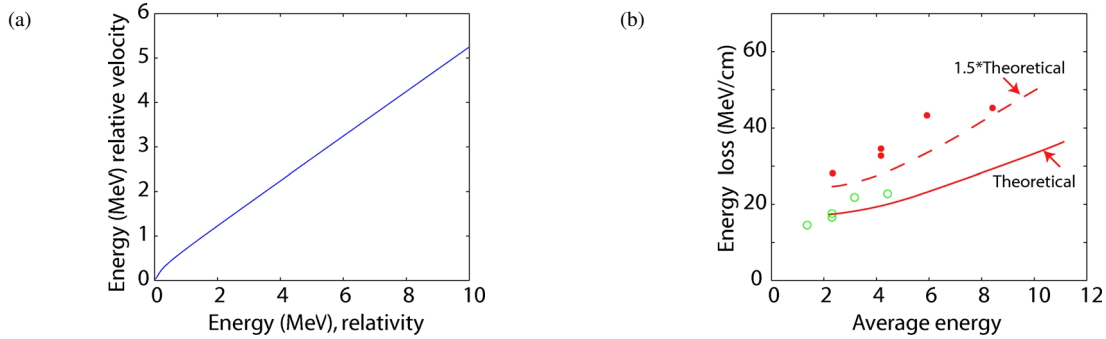 (a)
Energy (MeV) relative velocity
6
5
4
3
2
1
0
0 2 4 6 8 10
Energy (MeV), relativity
(b)
Energy loss (MeV/cm)
60
40
20
0
1.5*Theoretical
Theoretical
0 2 4 6 8 10 12
Average energy